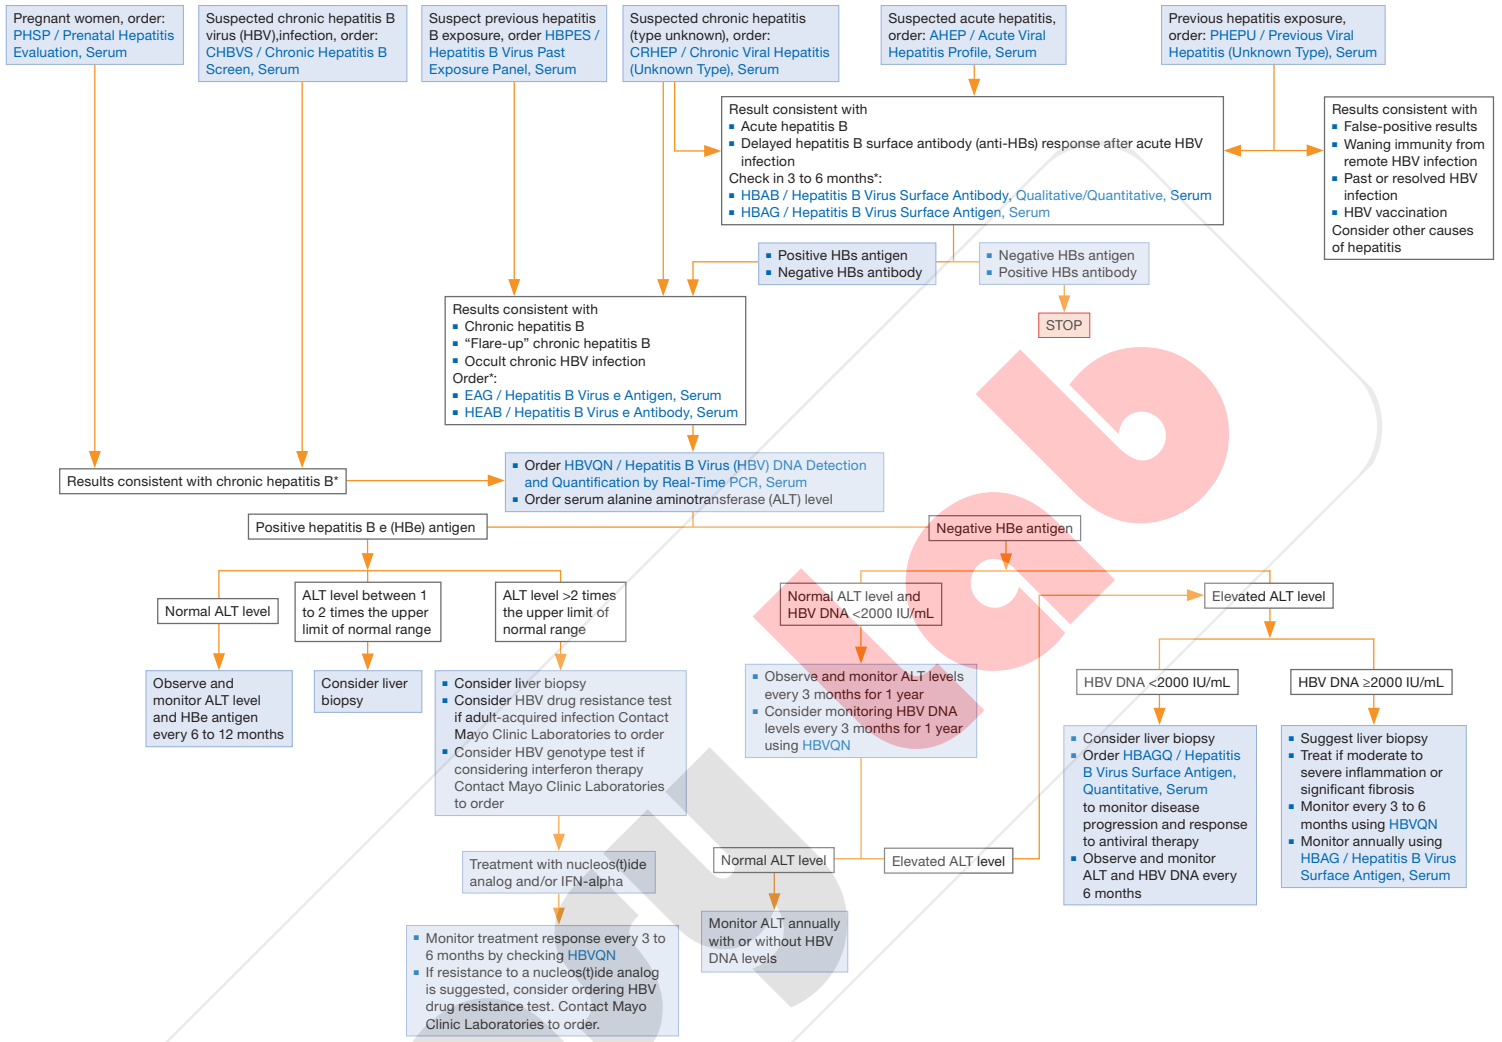 Pregnant women, order:
PHSP / Prenatal Hepatitis
Evaluation, Serum
Suspected chronic hepatitis B
virus (HBV),infection, order:
CHBVS / Chronic Hepatitis B
Screen, Serum
Suspect previous hepatitis
B exposure, order HBPES /
Hepatitis B Virus Past
Exposure Panel, Serum
Suspected chronic hepatitis
(type unknown), order:
CRHEP / Chronic Viral Hepatitis
(Unknown Type), Serum
Suspected acute hepatitis,
order: AHEP / Acute Viral
Hepatitis Profile, Serum
Previous hepatitis exposure,
order: PHEPU / Previous Viral
Hepatitis (Unknown Type), Serum
Result consistent with
▪ Acute hepatitis B
▪ Delayed hepatitis B surface antibody (anti-HBs) response after acute HBV
infection
Check in 3 to 6 months*:
▪ HBAB / Hepatitis B Virus Surface Antibody, Qualitative/Quantitative, Serum
▪ HBAG / Hepatitis B Virus Surface Antigen, Serum
Results consistent with
▪ False-positive results
▪ Waning immunity from
remote HBV infection
▪ Past or resolved HBV
infection
▪ HBV vaccination
Consider other causes
of hepatitis
▪ Positive HBs antigen
▪ Negative HBs antibody
▪ Negative HBs antigen
▪ Positive HBs antibody
STOP
Results consistent with
▪ Chronic hepatitis B
▪ “Flare-up” chronic hepatitis B
▪ Occult chronic HBV infection
Order*:
▪ EAG / Hepatitis B Virus e Antigen, Serum
▪ HEAB / Hepatitis B Virus e Antibody, Serum
Results consistent with chronic hepatitis B*
▪ Order HBVQN / Hepatitis B Virus (HBV) DNA Detection
and Quantification by Real-Time PCR, Serum
▪ Order serum alanine aminotransferase (ALT) level
Positive hepatitis B e (HBe) antigen
Negative HBe antigen
Normal ALT level
ALT level between 1
to 2 times the upper
limit of normal range
ALT level >2 times
the upper limit of
normal range
Normal ALT level and
HBV DNA <2000 IU/mL
Elevated ALT level
Observe and
monitor ALT level
and HBe antigen
every 6 to 12 months
Consider liver
biopsy
▪ Consider liver biopsy
▪ Consider HBV drug resistance test
if adult-acquired infection Contact
Mayo Clinic Laboratories to order
▪ Consider HBV genotype test if
considering interferon therapy
Contact Mayo Clinic Laboratories
to order
▪ Observe and monitor ALT levels
every 3 months for 1 year
▪ Consider monitoring HBV DNA
levels every 3 months for 1 year
using HBVQN
HBV DNA <2000 IU/mL
HBV DNA ≥2000 IU/mL
▪ Consider liver biopsy
▪ Order HBAGQ / Hepatitis
B Virus Surface Antigen,
Quantitative, Serum
to monitor disease
progression and response
to antiviral therapy
▪ Observe and monitor
ALT and HBV DNA every
6 months
▪ Suggest liver biopsy
▪ Treat if moderate to
severe inflammation or
significant fibrosis
▪ Monitor every 3 to 6
months using HBVQN
▪ Monitor annually using
HBAG / Hepatitis B Virus
Surface Antigen, Serum
Treatment with nucleos(t)ide
analog and/or IFN-alpha
Normal ALT level
Elevated ALT level
▪ Monitor treatment response every 3 to
6 months by checking HBVQN
▪ If resistance to a nucleos(t)ide analog
is suggested, consider ordering HBV
drug resistance test. Contact Mayo
Clinic Laboratories to order.
Monitor ALT annually
with or without HBV
DNA levels
lab